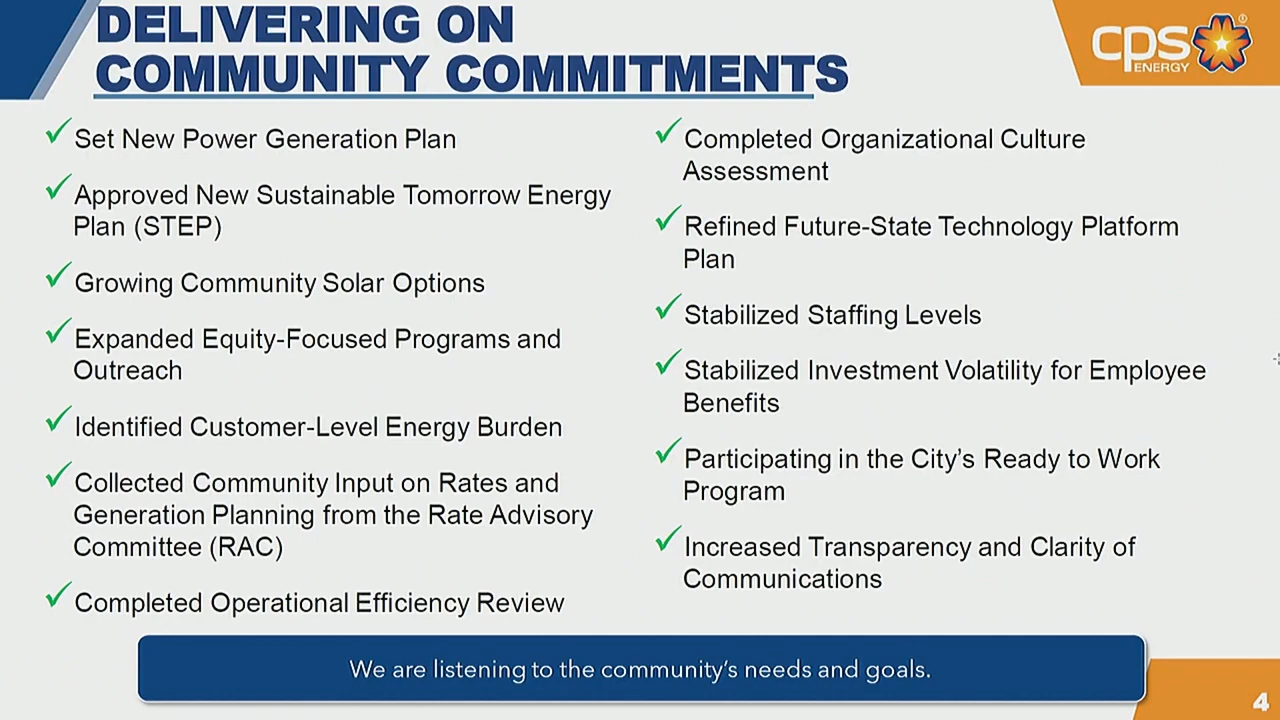 DELIVERING ON
COMMUNITY COMMITMENTS
cps
ENERGY
®
✓Set New Power Generation Plan
✓Approved New Sustainable Tomorrow Energy
Plan (STEP)
✓Growing Community Solar Options
✓Expanded Equity-Focused Programs and
Outreach
✓Identified Customer-Level Energy Burden
✓Collected Community Input on Rates and
Generation Planning from the Rate Advisory
Committee (RAC)
✓Completed Operational Efficiency Review
✓Completed Organizational Culture
Assessment
✓Refined Future-State Technology Platform
Plan
✓Stabilized Staffing Levels
✓Stabilized Investment Volatility for Employee
Benefits
✓Participating in the City’s Ready to Work
Program
✓Increased Transparency and Clarity of
Communications
We are listening to the community’s needs and goals.
4